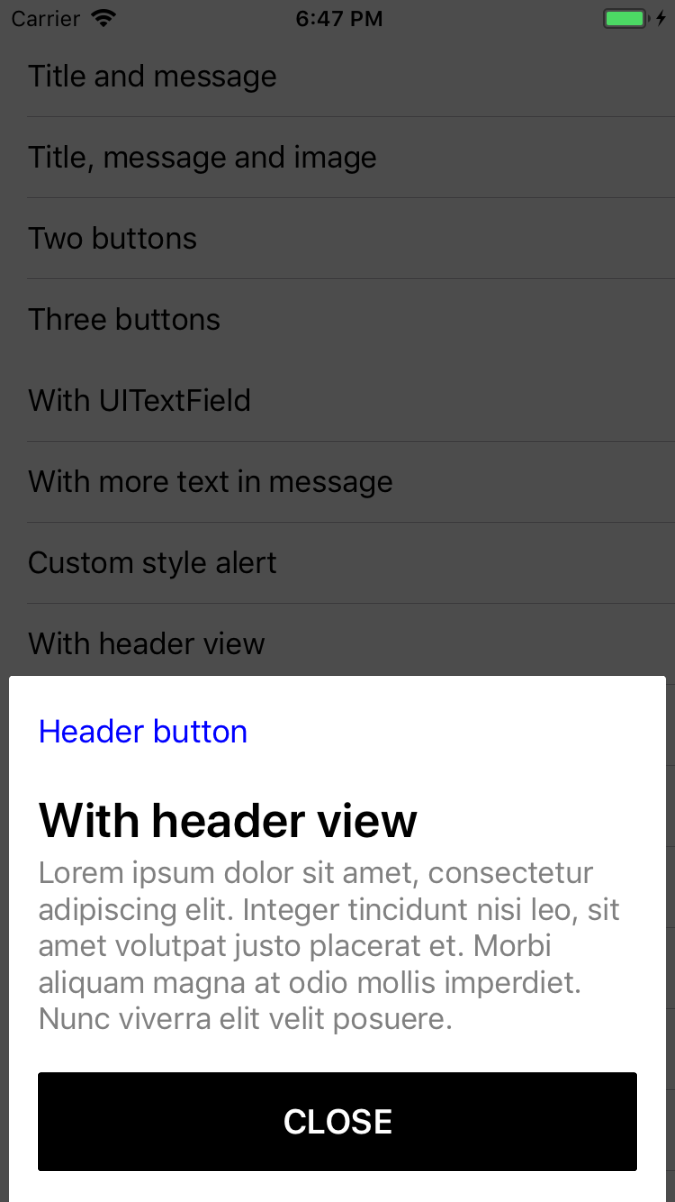 Carrier 6:47 PM
Title and message
Title, message and image
Two buttons
Three buttons
With UITextField
With more text in message
Custom style alert
With header view
Header button
With header view
Lorem ipsum dolor sit amet, consectetur
adipiscing elit. Integer tincidunt nisi leo, sit
amet volutpat justo placerat et. Morbi
aliquam magna at odio mollis imperdiet.
Nunc viverra elit velit posuere.
CLOSE